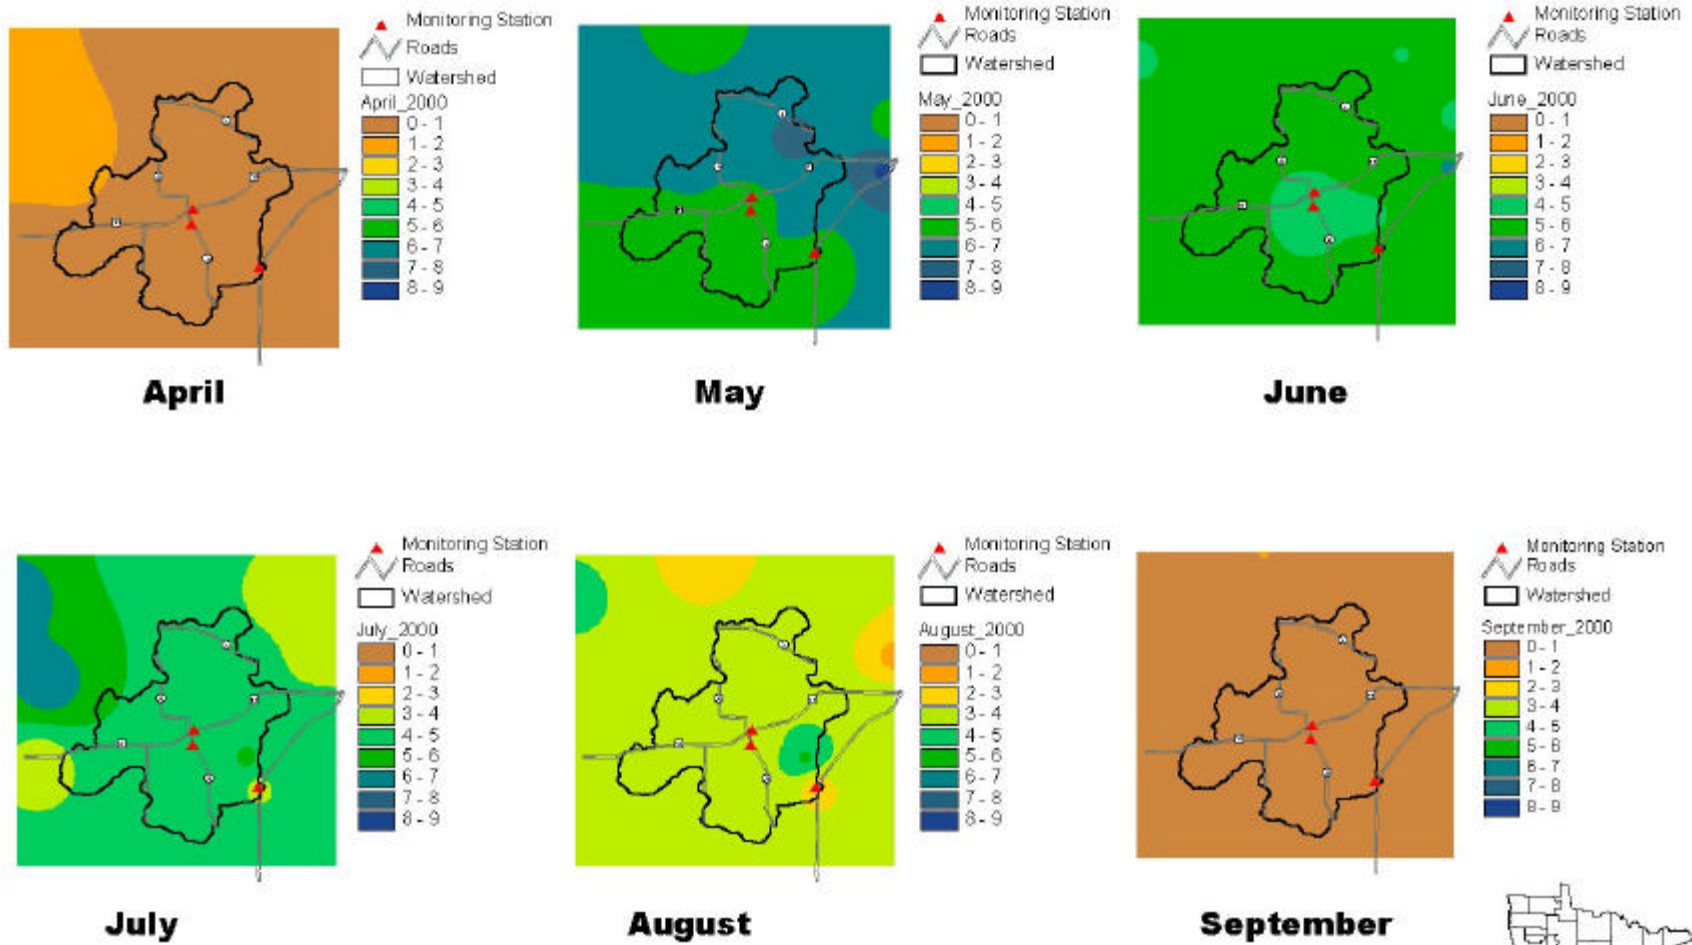 Monitoring Station
Roads
Watershed
April_2000
0 - 1
1 - 2
2 - 3
3 - 4
4 - 5
5 - 6
6 - 7
7 - 8
8 - 9
April
Monitoring Station
Roads
Watershed
May_2000
0 - 1
1 - 2
2 - 3
3 - 4
4 - 5
5 - 6
6 - 7
7 - 8
8 - 9
May
Monitoring Station
Roads
Watershed
June_2000
0 - 1
1 - 2
2 - 3
3 - 4
4 - 5
5 - 6
6 - 7
7 - 8
8 - 9
June
Monitoring Station
Roads
Watershed
July_2000
0 - 1
1 - 2
2 - 3
3 - 4
4 - 5
5 - 6
6 - 7
7 - 8
8 - 9
July
Monitoring Station
Roads
Watershed
August_2000
0 - 1
1 - 2
2 - 3
3 - 4
4 - 5
5 - 6
6 - 7
7 - 8
8 - 9
August
Monitoring Station
Roads
Watershed
September_2000
0 - 1
1 - 2
2 - 3
3 - 4
4 - 5
5 - 6
6 - 7
7 - 8
8 - 9
September